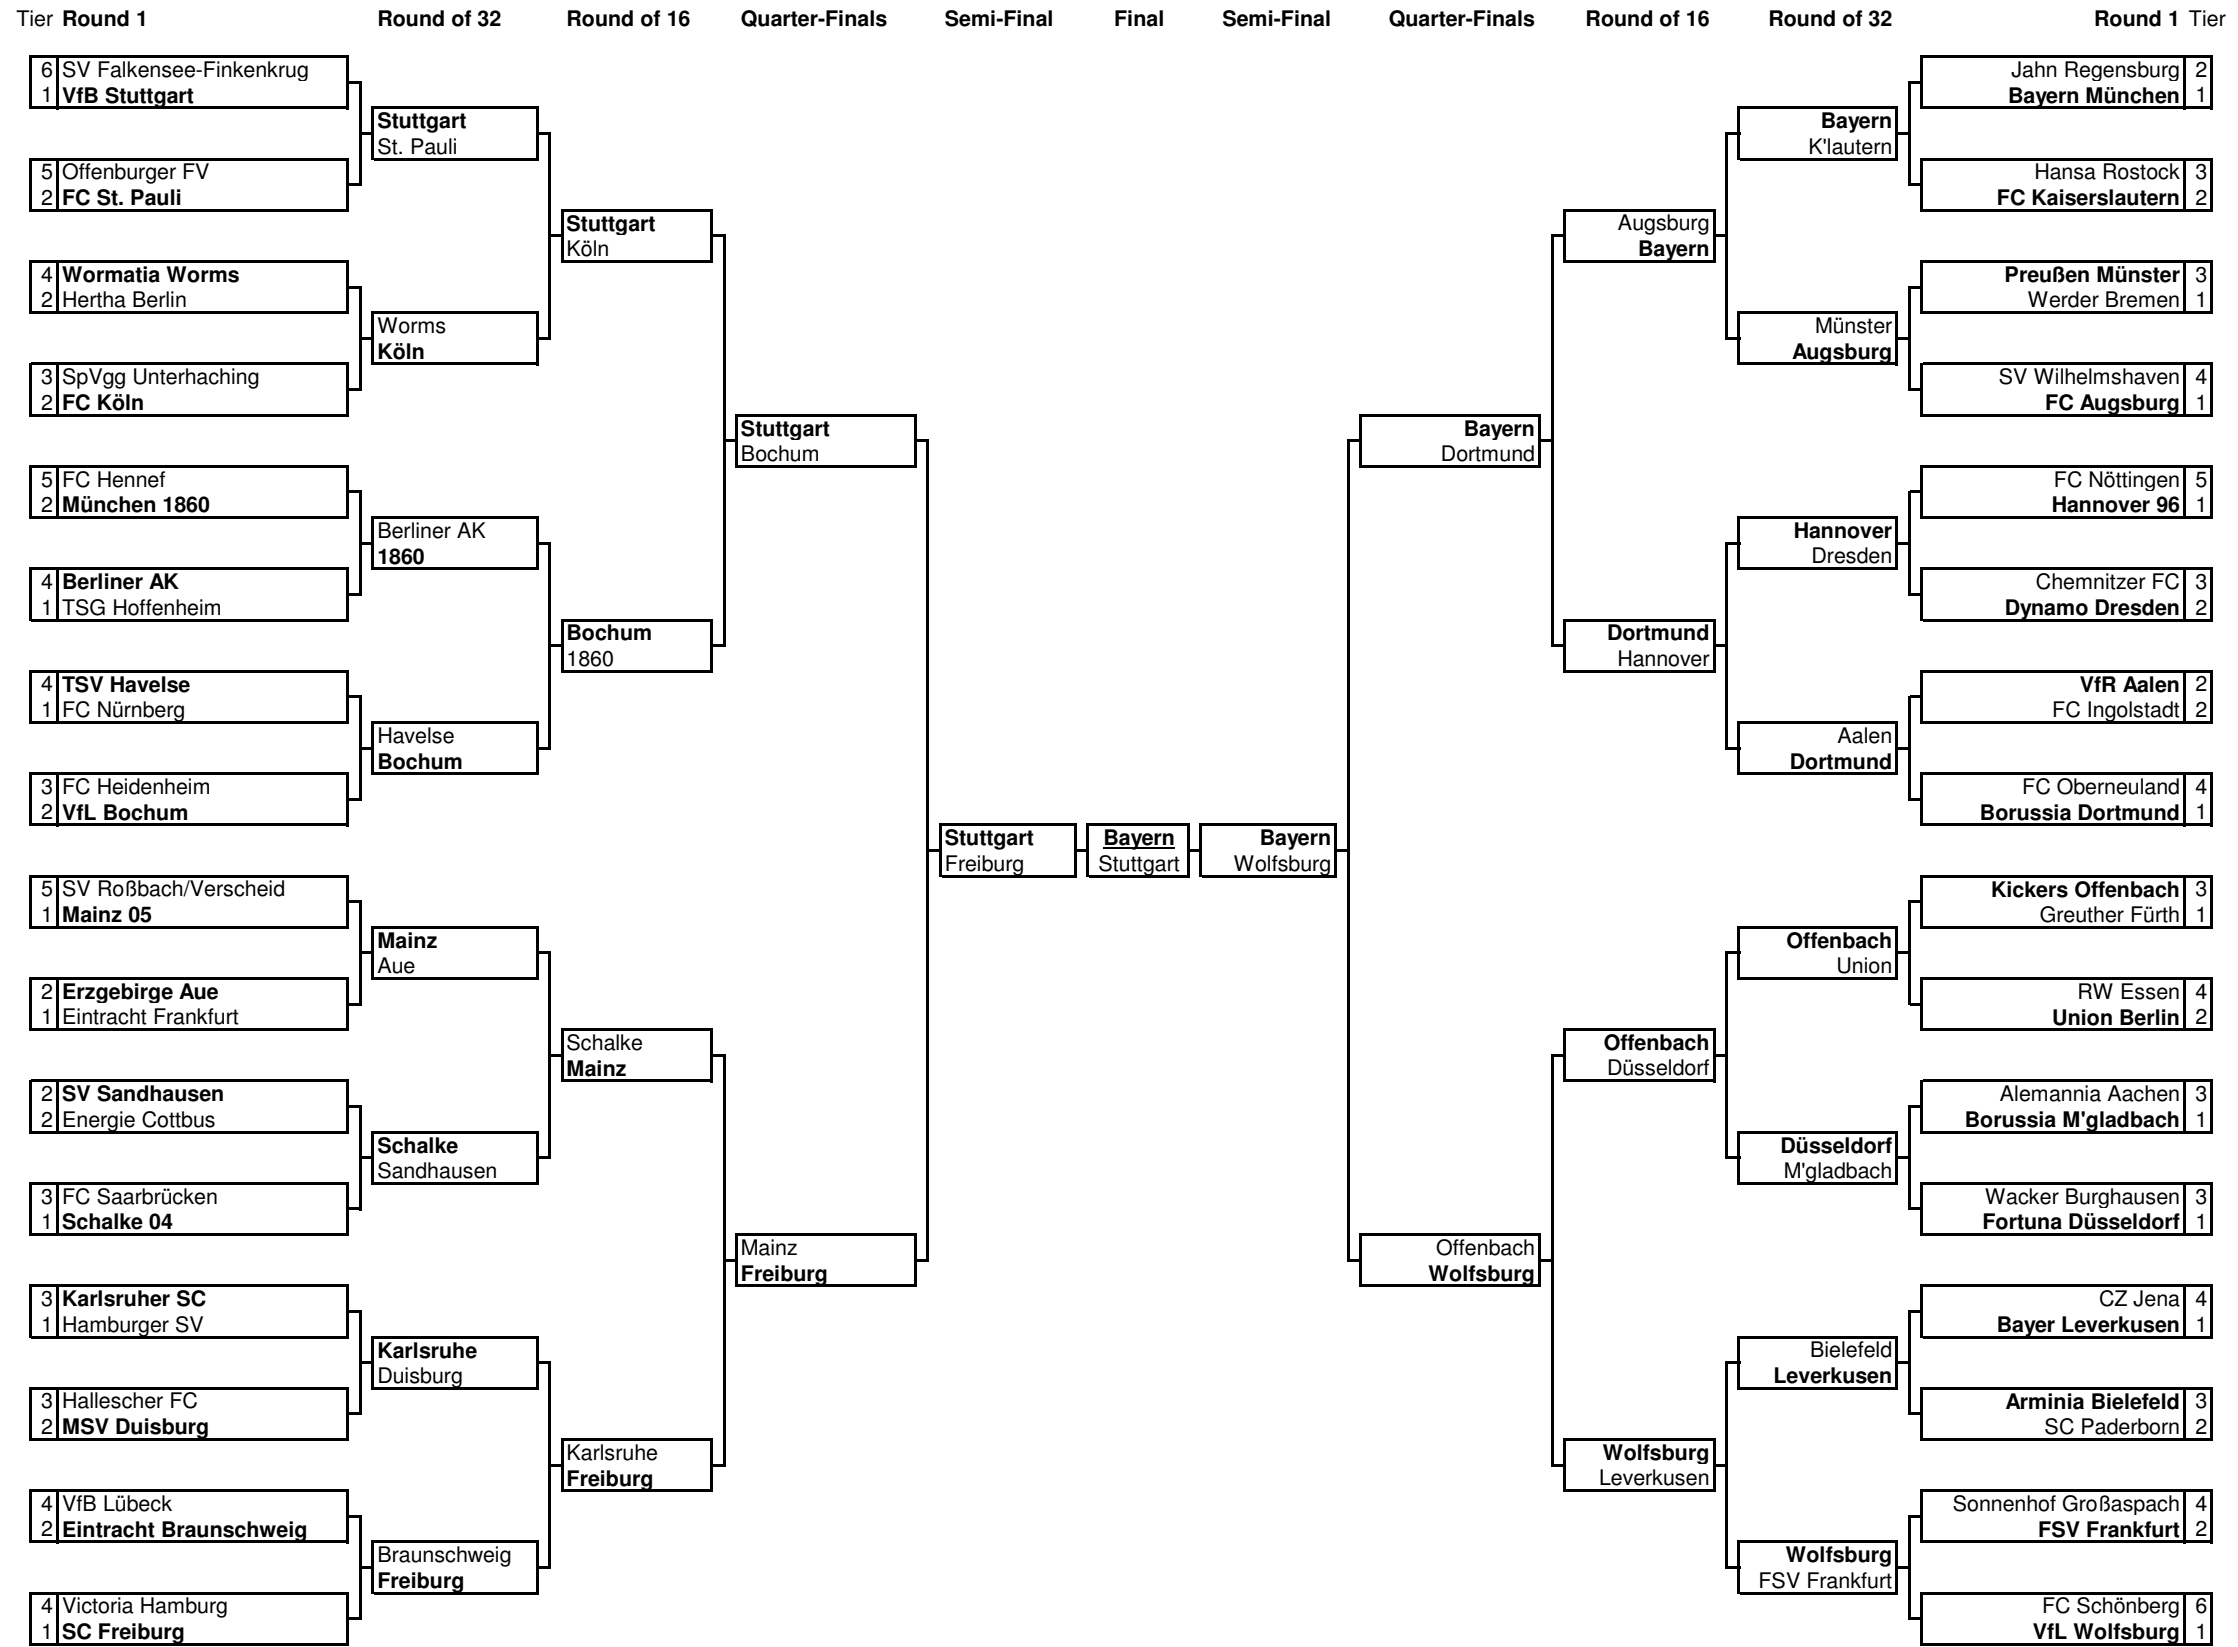 Tier Round 1 Round of 32 Round of 16 Quarter-Finals Semi-Final Final Semi-Final Quarter-Finals Round of 16 Round of 32 Round 1 Tier
6 SV Falkensee-Finkenkrug
1 VfB Stuttgart
5 Offenburger FV
2 FC St. Pauli
4 Wormatia Worms
2 Hertha Berlin
3 SpVgg Unterhaching
2 FC Köln
5 FC Hennef
2 München 1860
4 Berliner AK
1 TSG Hoffenheim
4 TSV Havelse
1 FC Nürnberg
3 FC Heidenheim
2 VfL Bochum
5 SV Roßbach/Verscheid
1 Mainz 05
2 Erzgebirge Aue
1 Eintracht Frankfurt
2 SV Sandhausen
2 Energie Cottbus
3 FC Saarbrücken
1 Schalke 04
3 Karlsruher SC
1 Hamburger SV
3 Hallescher FC
2 MSV Duisburg
4 VfB Lübeck
2 Eintracht Braunschweig
4 Victoria Hamburg
1 SC Freiburg
Stuttgart
St. Pauli
Worms
Köln
Berliner AK
1860
Havelse
Bochum
Mainz
Aue
Schalke
Sandhausen
Karlsruhe
Duisburg
Braunschweig
Freiburg
Stuttgart
Köln
Bochum
1860
Schalke
Mainz
Karlsruhe
Freiburg
Stuttgart
Bochum
Mainz
Freiburg
Stuttgart
Freiburg
Bayern
Stuttgart
Bayern
Wolfsburg
Bayern
Dortmund
Offenbach
Wolfsburg
Augsburg
Bayern
Dortmund
Hannover
Offenbach
Düsseldorf
Wolfsburg
Leverkusen
Bayern
K'lautern
Münster
Augsburg
Hannover
Dresden
Aalen
Dortmund
Offenbach
Union
Düsseldorf
M'gladbach
Bielefeld
Leverkusen
Wolfsburg
FSV Frankfurt
Jahn Regensburg 2
Bayern München 1
Hansa Rostock 3
FC Kaiserslautern 2
Preußen Münster 3
Werder Bremen 1
SV Wilhelmshaven 4
FC Augsburg 1
FC Nöttingen 5
Hannover 96 1
Chemnitzer FC 3
Dynamo Dresden 2
VfR Aalen 2
FC Ingolstadt 2
FC Oberneuland 4
Borussia Dortmund 1
Kickers Offenbach 3
Greuther Fürth 1
RW Essen 4
Union Berlin 2
Alemannia Aachen 3
Borussia M'gladbach 1
Wacker Burghausen 3
Fortuna Düsseldorf 1
CZ Jena 4
Bayer Leverkusen 1
Arminia Bielefeld 3
SC Paderborn 2
Sonnenhof Großaspach 4
FSV Frankfurt 2
FC Schönberg 6
VfL Wolfsburg 1